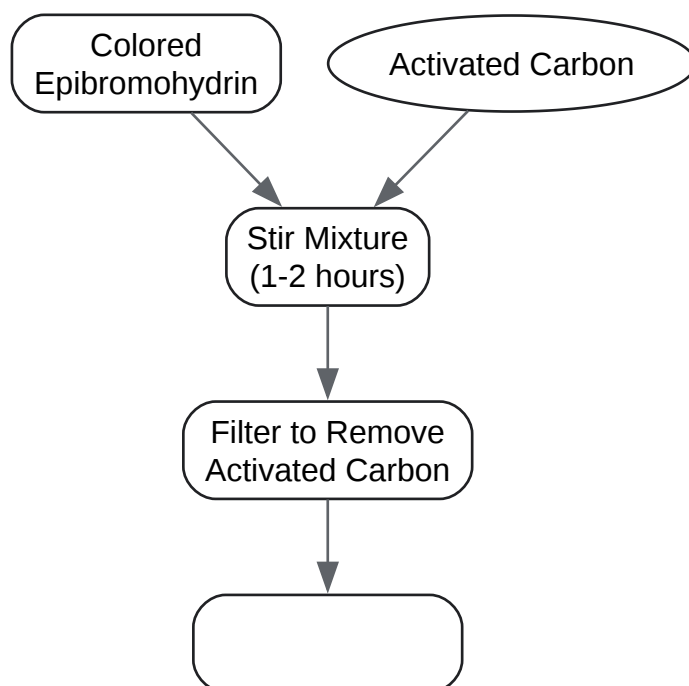 Colored
Epibromohydrin
Activated Carbon
Stir Mixture
(1-2 hours)
Filter to Remove
Activated Carbon